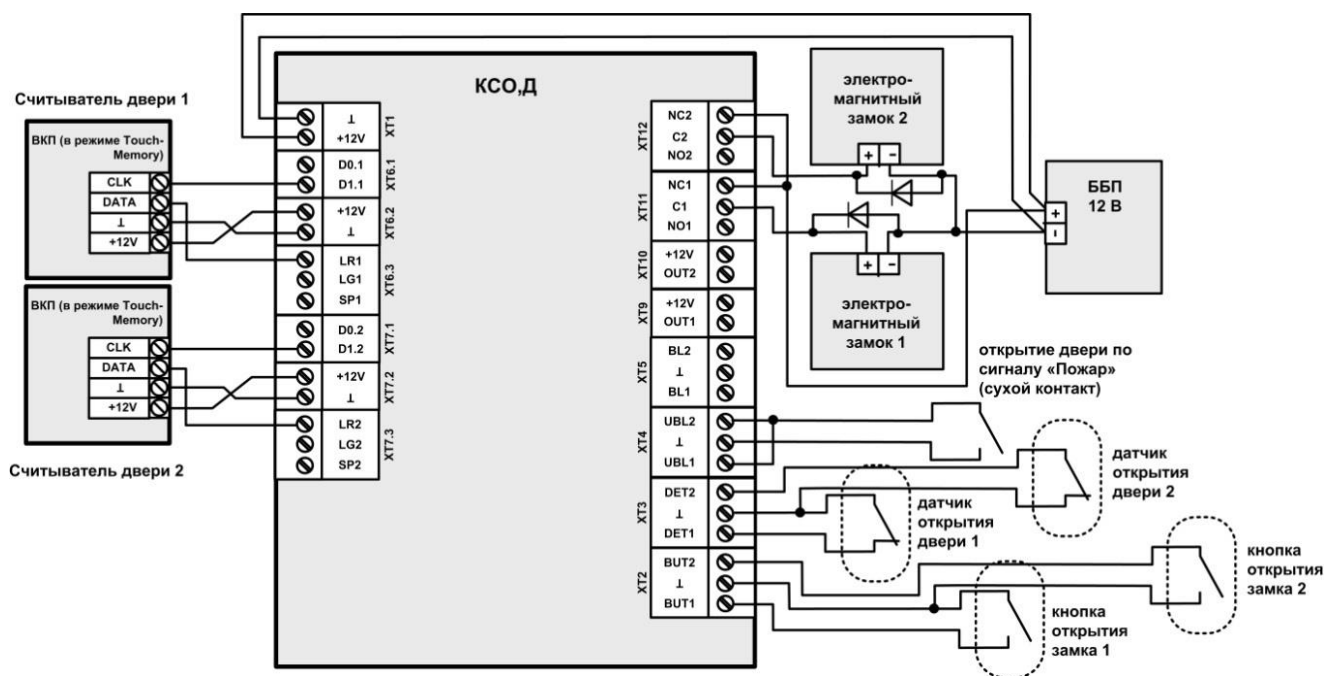 КСО,Д
Считыватель двери 1
ВКП (в режиме Touch-
Memory)
CLK
DATA
⊥
+12V
ВКП (в режиме Touch-
Memory)
CLK
DATA
⊥
+12V
Считыватель двери 2
⊥
+12V
XT1
D0.1
D1.1
XT6.1
+12V
⊥
XT6.2
LR1
LG1
SP1
XT6.3
D0.2
D1.2
XT7.1
+12V
⊥
XT7.2
LR2
LG2
SP2
XT7.3
XT12
NC2
C2
NO2
XT11
NC1
C1
NO1
XT10
+12V
OUT2
XT9
+12V
OUT1
XT5
BL2
⊥
BL1
XT4
UBL2
⊥
UBL1
XT3
DET2
⊥
DET1
XT2
BUT2
⊥
BUT1
электро-
магнитный
замок 2
+ -
+ -
электро-
магнитный
замок 1
ББП
12 В
+
-
открытие двери по
сигналу «Пожар»
(сухой контакт)
датчик
открытия
двери 2
датчик
открытия
двери 1
кнопка
открытия
замка 2
кнопка
открытия
замка 1